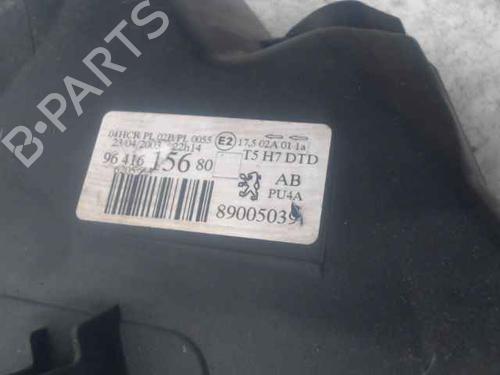 04HCR PL 02B/PL 0055 E2 17.5 02A 01 1a
23/04/2003 22h14 T5 H7 DTD
96 416 156 80
AB
PU4A
89005039
B-PARTS